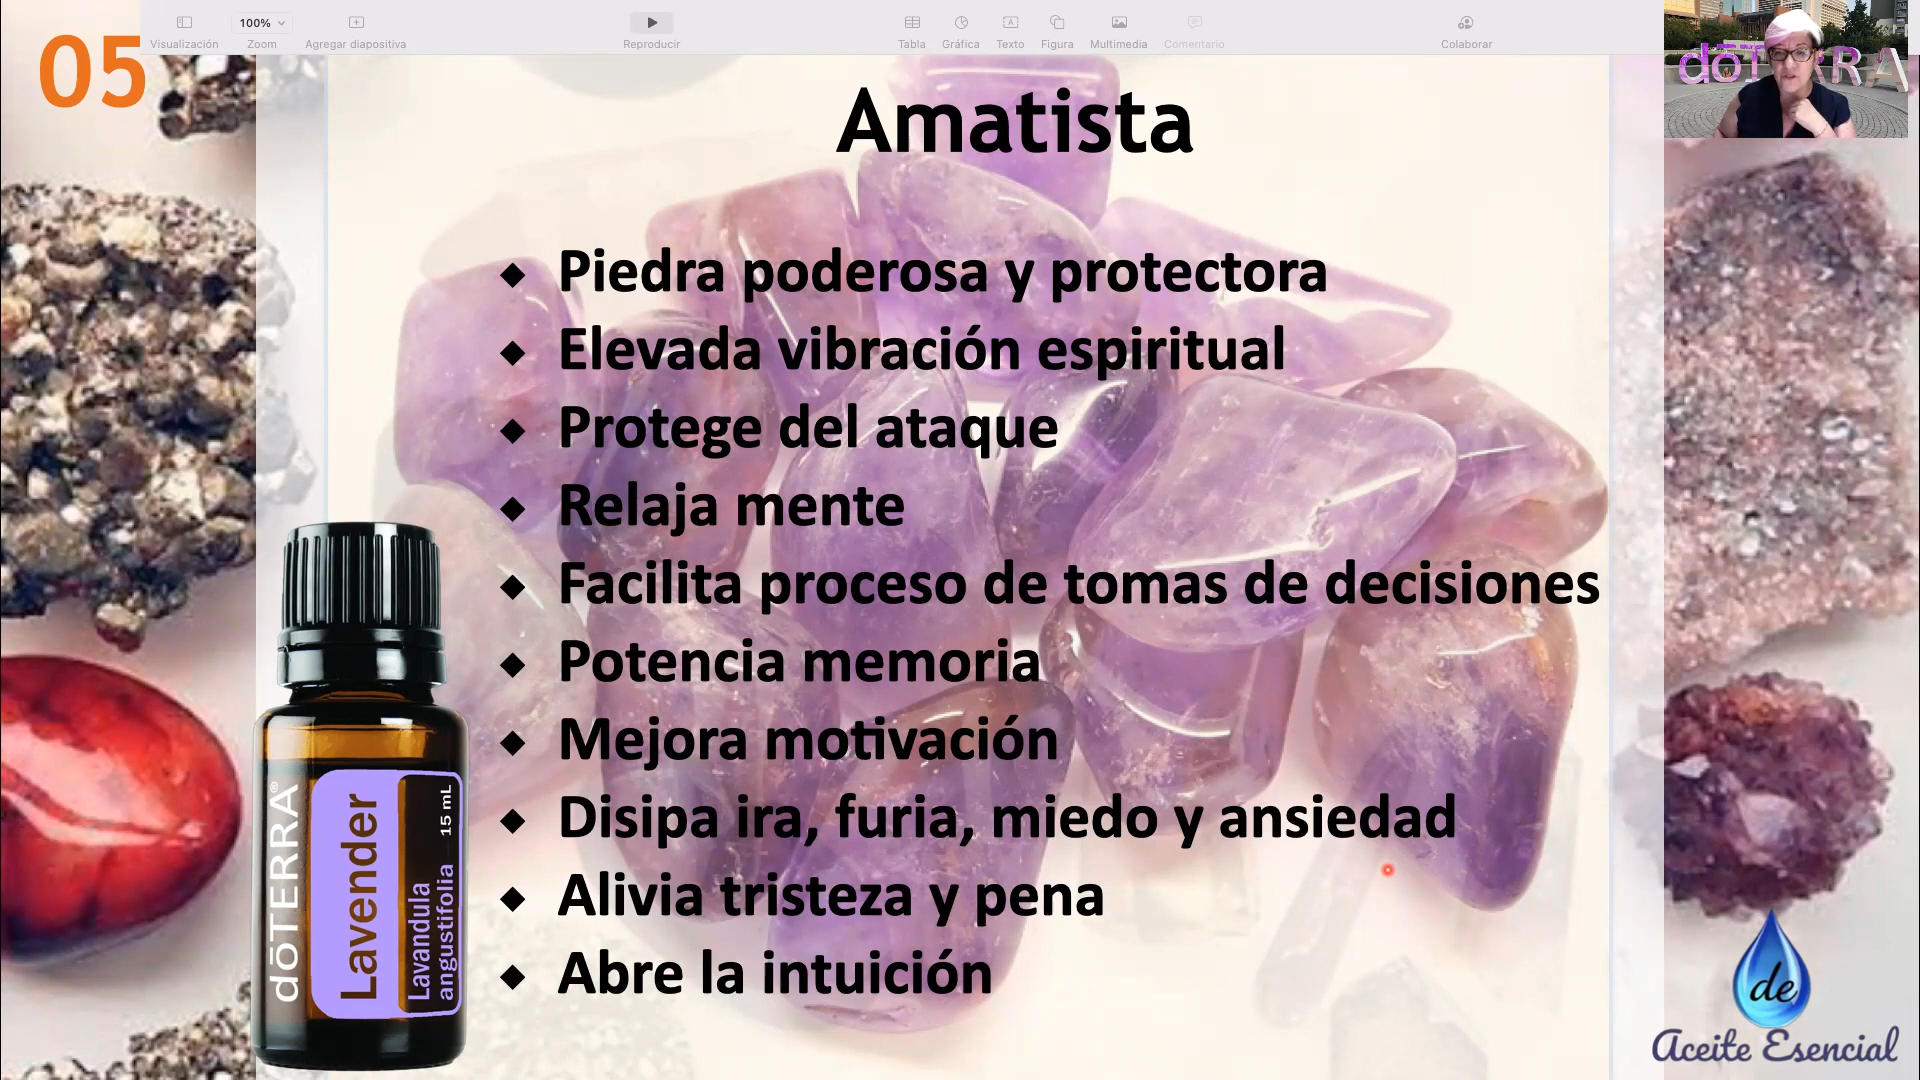 05
Visualización
100%
Zoom
Agregar diapositiva
Reproducir
Tabla
Gráfica
Texto
Figura
Multimedia
Comentario
Colaborar
dōTERRA
Amatista
Piedra poderosa y protectora
Elevada vibración espiritual
Protege del ataque
Relaja mente
Facilita proceso de tomas de decisiones
Potencia memoria
Mejora motivación
Disipa ira, furia, miedo y ansiedad
Alivia tristeza y pena
Abre la intuición
dōTERRA®
Lavender
Lavandula
angustifolia 15 mL
de
Aceite Esencial